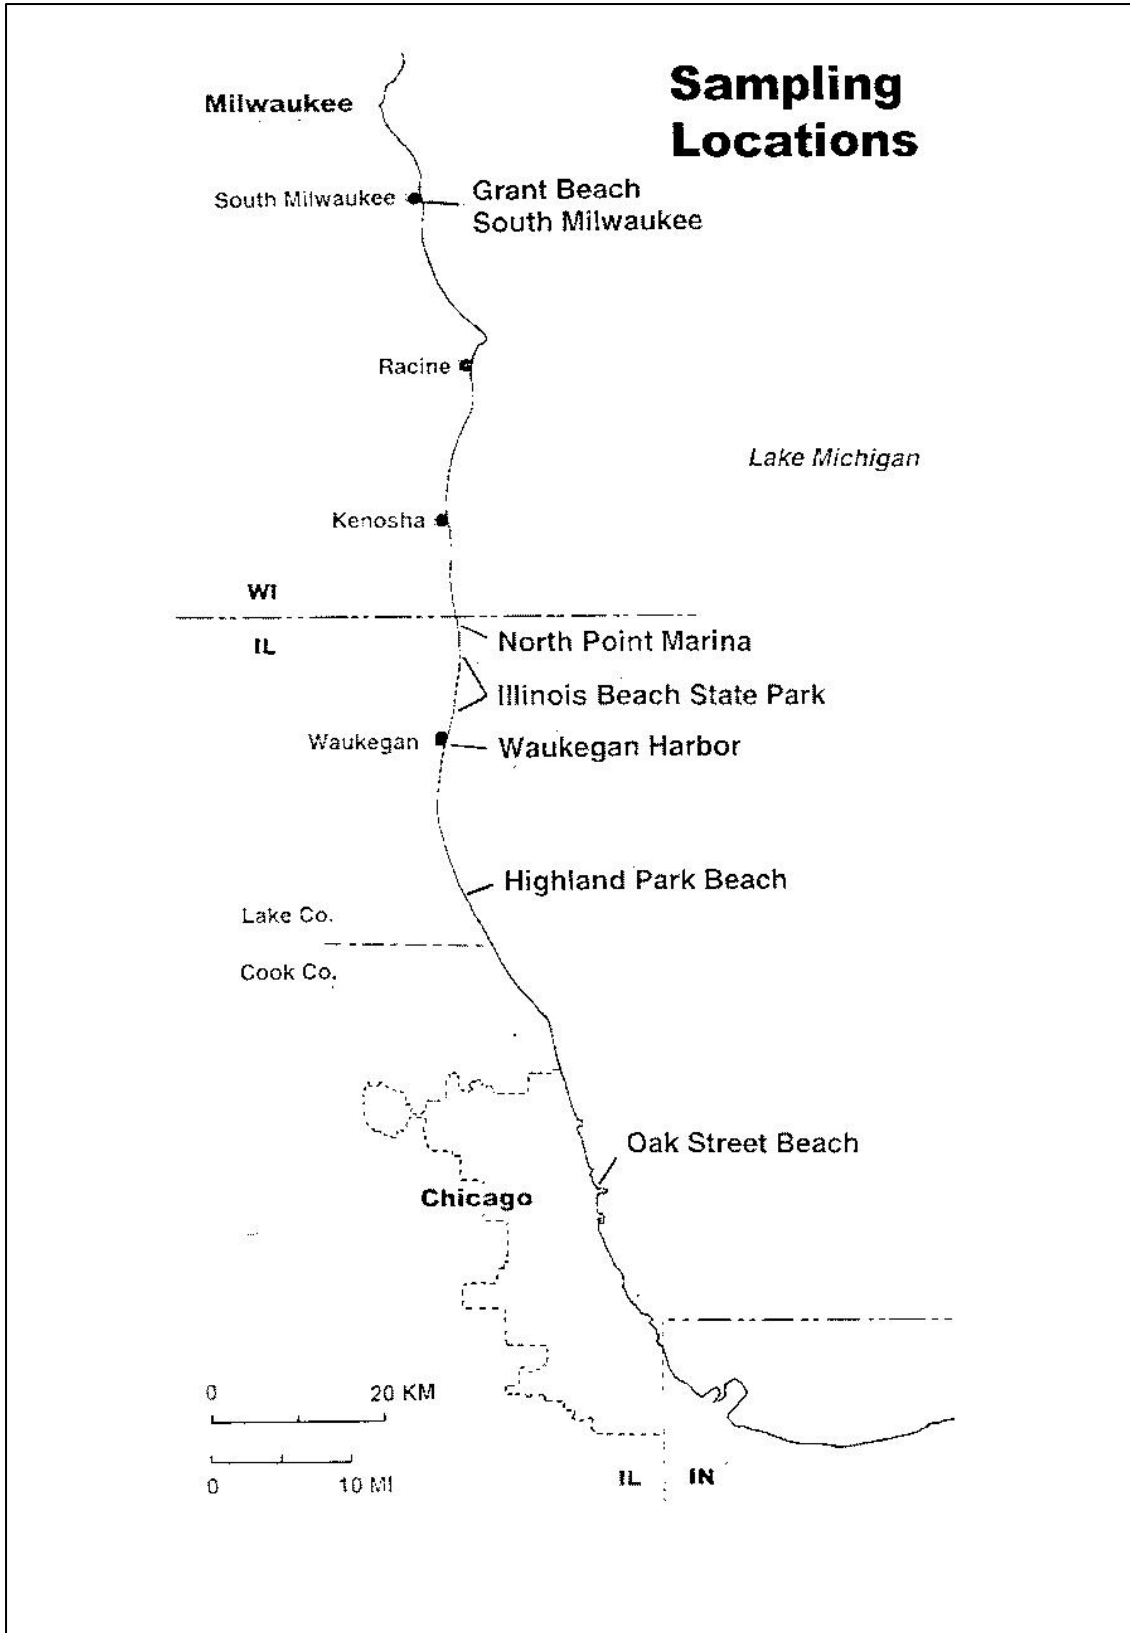 Sampling
Locations
Milwaukee
South Milwaukee
Grant Beach
South Milwaukee
Racine
Lake Michigan
Kenosha
WI
IL
North Point Marina
Illinois Beach State Park
Waukegan
Waukegan Harbor
Highland Park Beach
Lake Co.
Cook Co.
Oak Street Beach
Chicago
0 20 KM
0 10 MI
IL IN